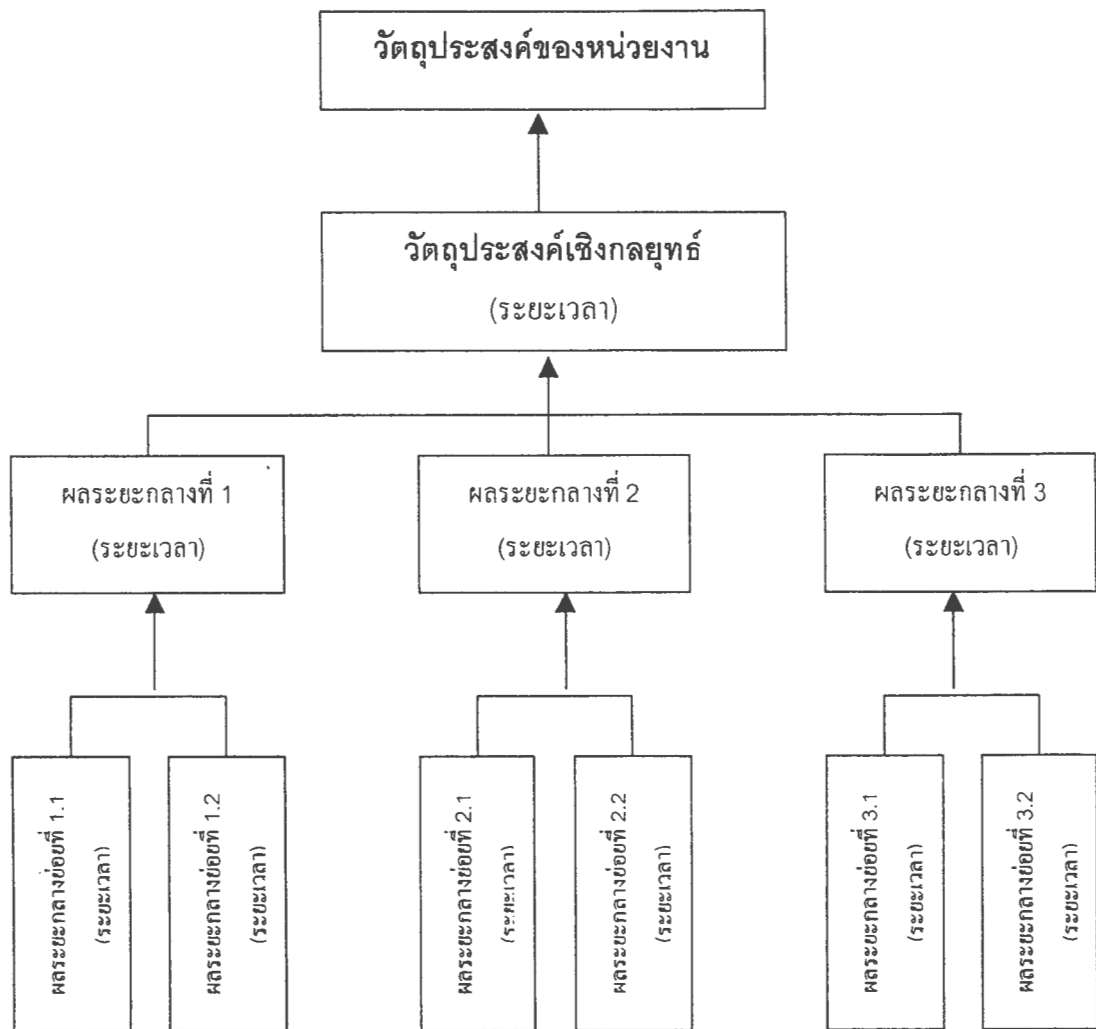 วัตถุประสงค์ของหน่วยงาน
วัตถุประสงค์เชิงกลยุทธ์
(ระยะเวลา)
ผลระยะกลางที่ 1
(ระยะเวลา)
ผลระยะกลางที่ 2
(ระยะเวลา)
ผลระยะกลางที่ 3
(ระยะเวลา)
ผลระยะกลางย่อยที่ 1.1
(ระยะเวลา)
ผลระยะกลางย่อยที่ 1.2
(ระยะเวลา)
ผลระยะกลางย่อยที่ 2.1
(ระยะเวลา)
ผลระยะกลางย่อยที่ 2.2
(ระยะเวลา)
ผลระยะกลางย่อยที่ 3.1
(ระยะเวลา)
ผลระยะกลางย่อยที่ 3.2
(ระยะเวลา)